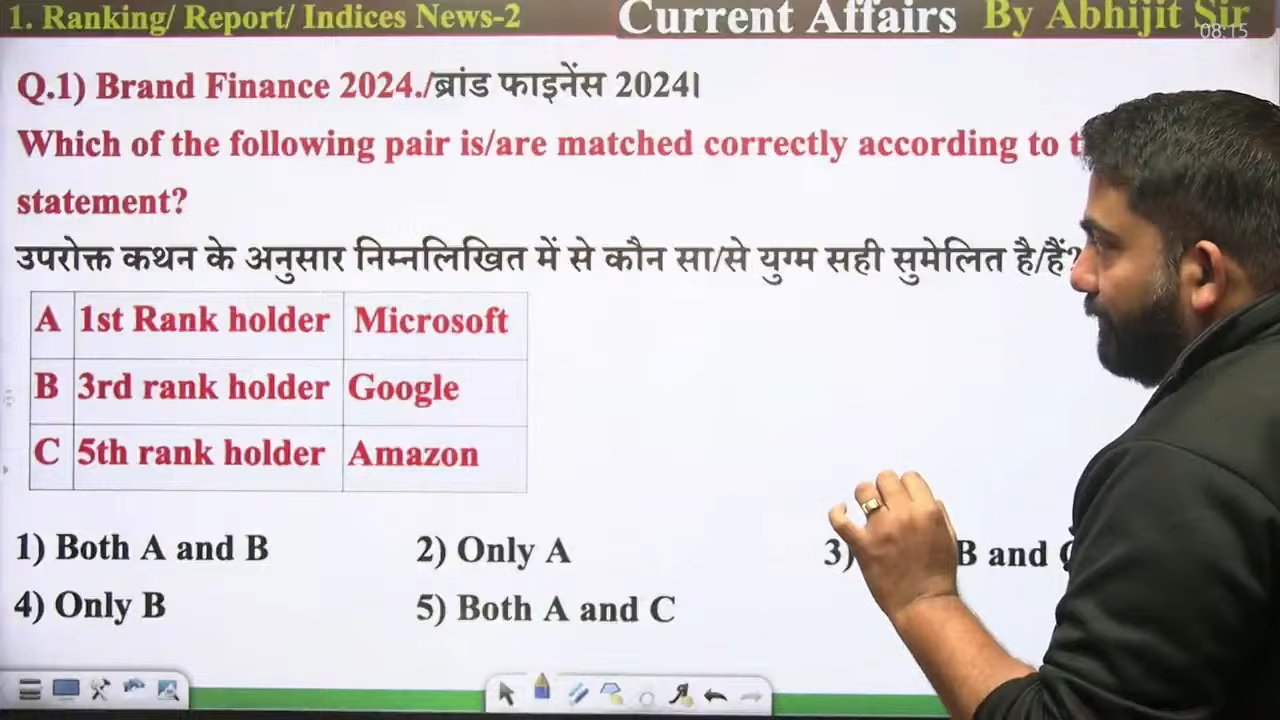 1. Ranking/ Report/ Indices News-2
Current Affairs By Abhijit Sir
08:15
Q.1) Brand Finance 2024./ब्रांड फाइनेंस 2024।
Which of the following pair is/are matched correctly according to
statement?
उपरोक्त कथन के अनुसार निम्नलिखित में से कौन सा/से युग्म सही सुमेलित है/हैं?
A 1st Rank holder Microsoft
B 3rd rank holder Google
C 5th rank holder Amazon
1) Both A and B 2) Only A 3) B and
4) Only B 5) Both A and C